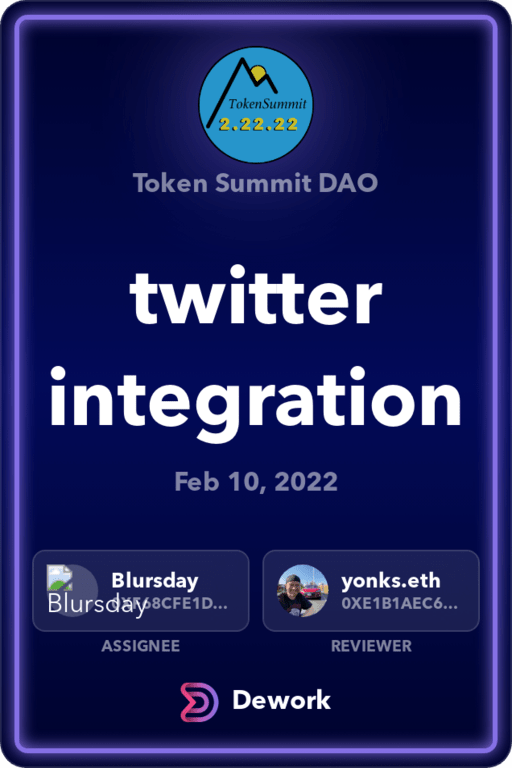 TokenSummit
2.22.22
Token Summit DAO
twitter
integration
Feb 10, 2022
Blursday
Blursday
yonks.eth
0XE1B1AEC6...
ASSIGNEE
REVIEWER
Dework